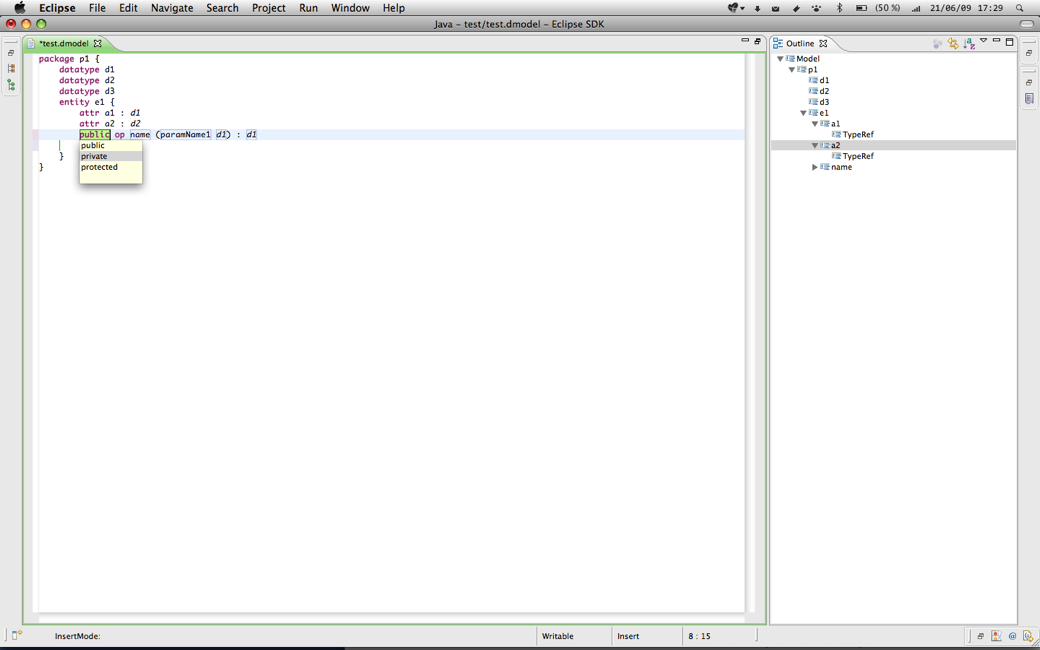 Eclipse File Edit Navigate Search Project Run Window Help (50 %) 21/06/09 17:29
Java – test/test.dmodel – Eclipse SDK
*test.dmodel
package p1 {
datatype d1
datatype d2
datatype d3
entity e1 {
attr a1 : d1
attr a2 : d2
public op name (paramName1 d1) : d1
public
private
}
protected
}
Outline
Model
p1
d1
d2
d3
e1
a1
TypeRef
a2
TypeRef
name
InsertMode: Writable Insert 8 : 15